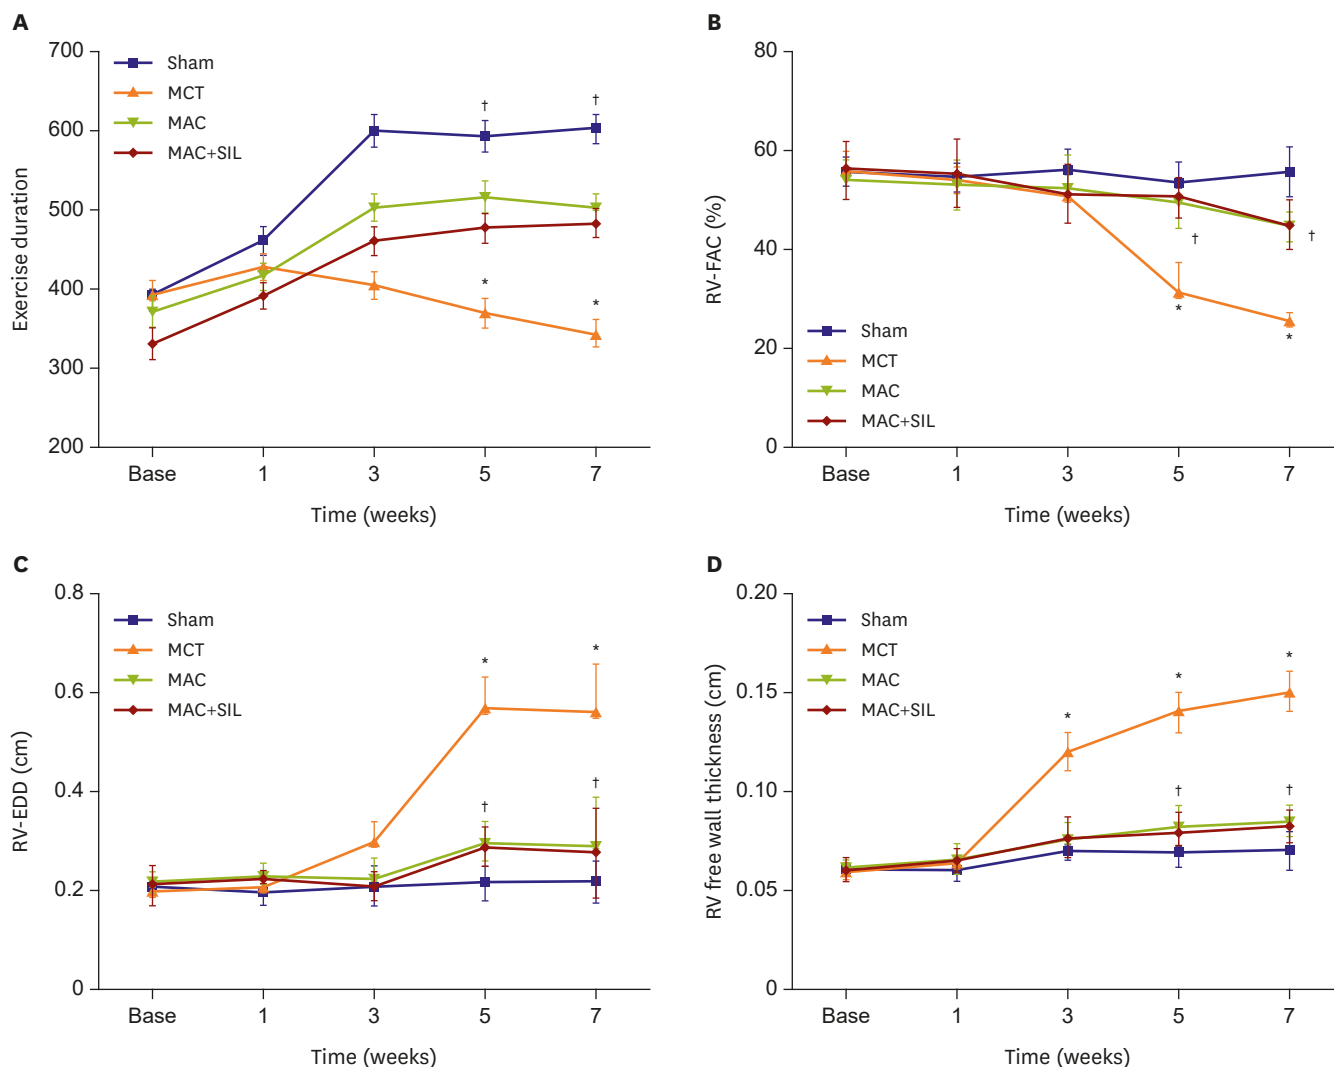 A
Exercise duration
700
600
500
400
300
200
Sham
MCT
MAC
MAC+SIL
† †
* *
Base 1 3 5 7
Time (weeks)
B
RV-FAC (%)
80
60
40
20
0
† †
* *
Sham
MCT
MAC
MAC+SIL
Base 1 3 5 7
Time (weeks)
C
RV-EDD (cm)
0.8
0.6
0.4
0.2
0
Sham
MCT
MAC
MAC+SIL
* *
† †
Base 1 3 5 7
Time (weeks)
D
RV free wall thickness (cm)
0.20
0.15
0.10
0.05
0
Sham
MCT
MAC
MAC+SIL
* * *
† †
Base 1 3 5 7
Time (weeks)